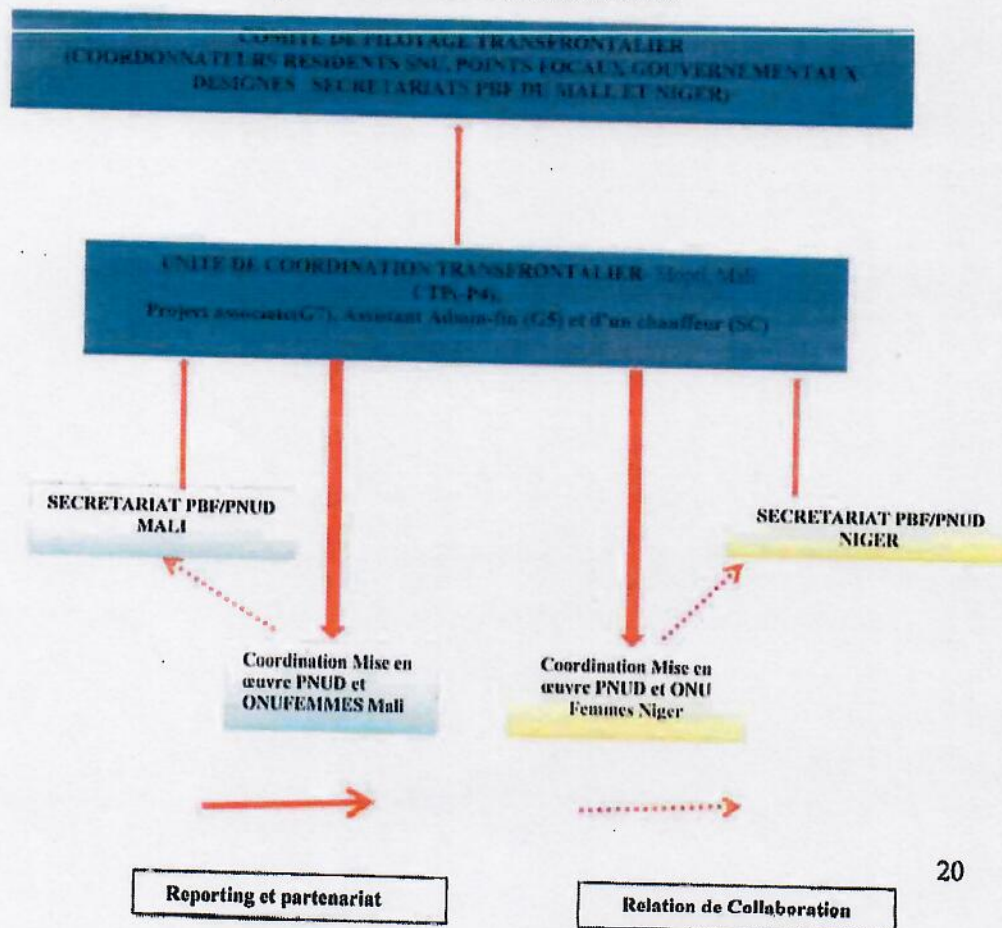 COMITE DE PILOTAGE TRANSFRONTALIER
(COORDONNATEURS RESIDENTS SNU, POINTS FOCAUX GOUVERNEMENTAUX
DESIGNES SECRETARIATS PBF DU MALI ET NIGER)
UNITE DE COORDINATION TRANSFRONTALIER Mopti, Mali
Project associate(G7), Assistant Admin-fin (G5) et d'un chauffeur (SC)
SECRETARIAT PBF/PNUD
MALI
SECRETARIAT PBF/PNUD
NIGER
Coordination Mise en
œuvre PNUD et
ONUFEMMES Mali
Coordination Mise en
œuvre PNUD et ONU
Femmes Niger
20
Reporting et partenariat
Relation de Collaboration